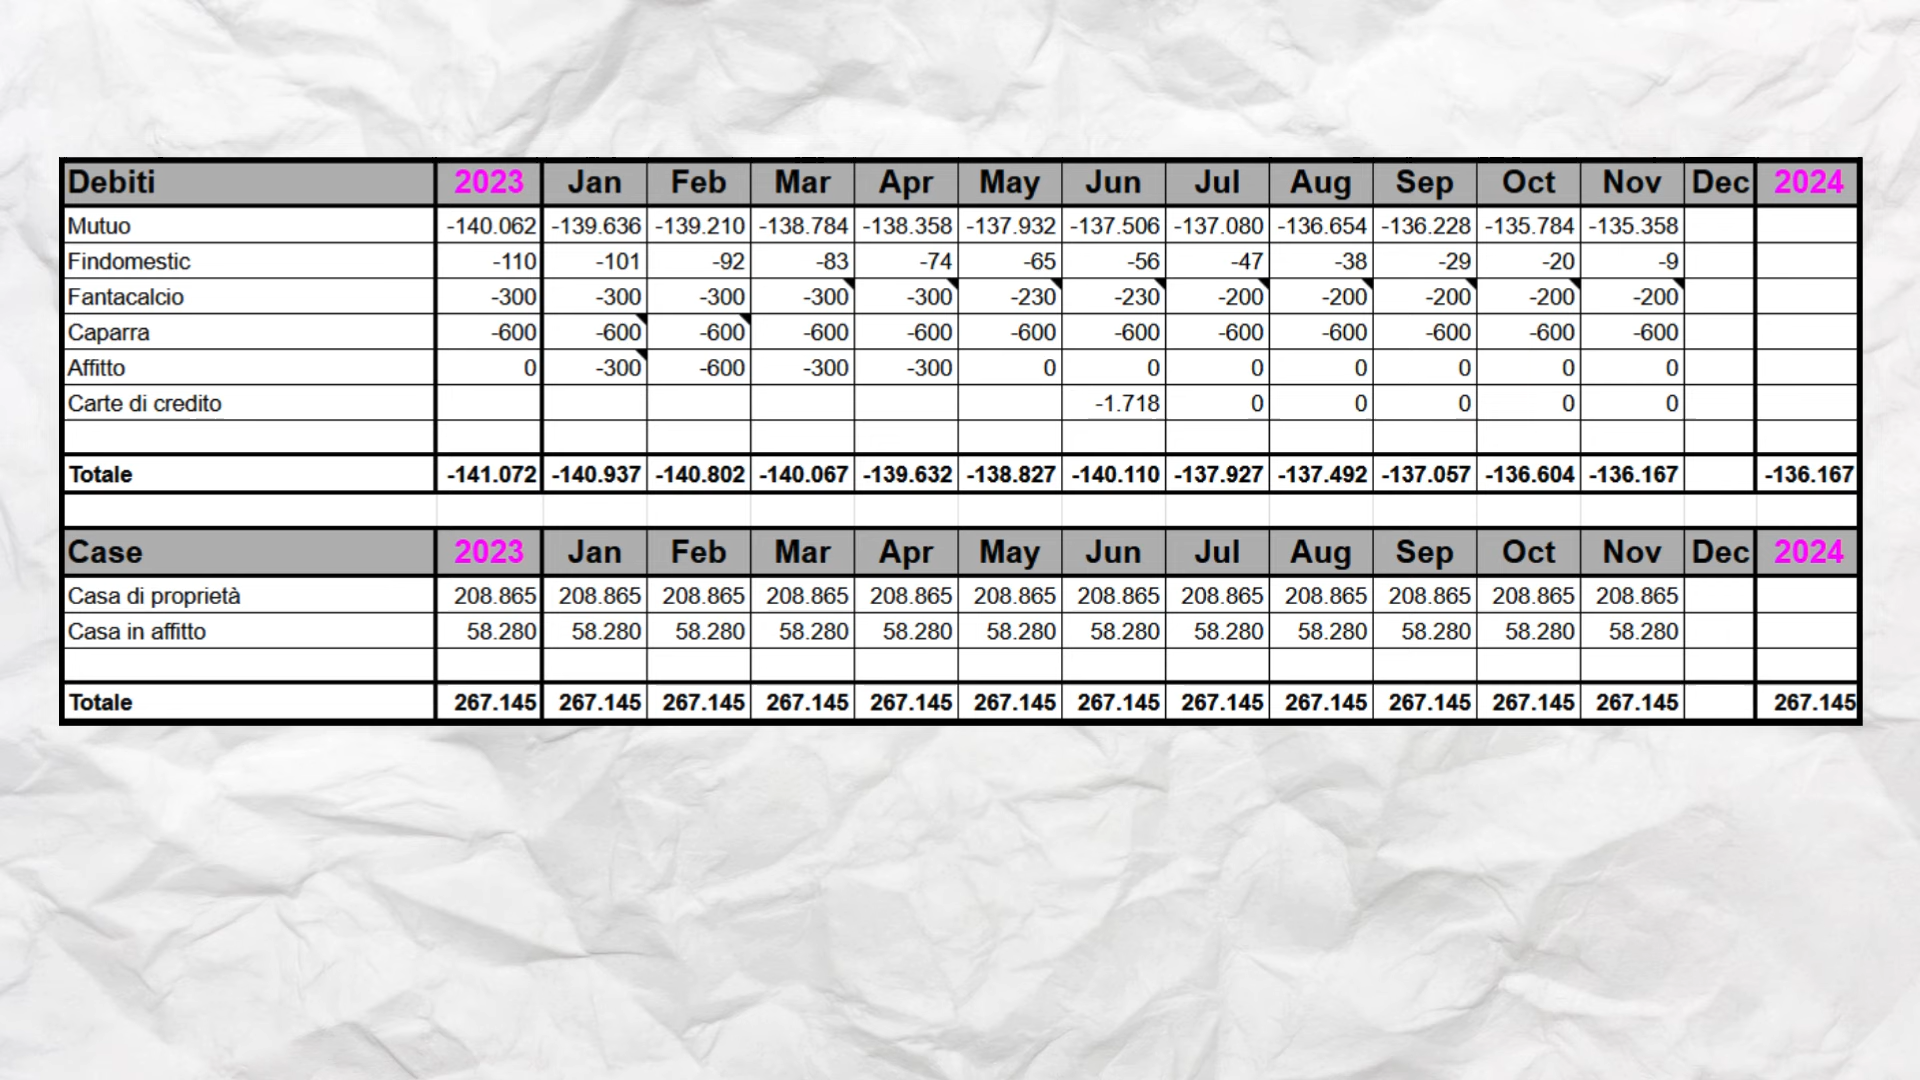 Debiti 2023 Jan Feb Mar Apr May Jun Jul Aug Sep Oct Nov Dec 2024
Mutuo -140.062 -139.636 -139.210 -138.784 -138.358 -137.932 -137.506 -137.080 -136.654 -136.228 -135.784 -135.358
Findomestic -110 -101 -92 -83 -74 -65 -56 -47 -38 -29 -20 -9
Fantacalcio -300 -300 -300 -300 -300 -230 -230 -200 -200 -200 -200 -200
Caparra -600 -600 -600 -600 -600 -600 -600 -600 -600 -600 -600 -600
Affitto 0 -300 -600 -300 -300 0 0 0 0 0 0 0
Carte di credito -1.718 0 0 0 0 0
Totale -141.072 -140.937 -140.802 -140.067 -139.632 -138.827 -140.110 -137.927 -137.492 -137.057 -136.604 -136.167 -136.167
Case 2023 Jan Feb Mar Apr May Jun Jul Aug Sep Oct Nov Dec 2024
Casa di proprietà 208.865 208.865 208.865 208.865 208.865 208.865 208.865 208.865 208.865 208.865 208.865 208.865
Casa in affitto 58.280 58.280 58.280 58.280 58.280 58.280 58.280 58.280 58.280 58.280 58.280 58.280
Totale 267.145 267.145 267.145 267.145 267.145 267.145 267.145 267.145 267.145 267.145 267.145 267.145 267.145